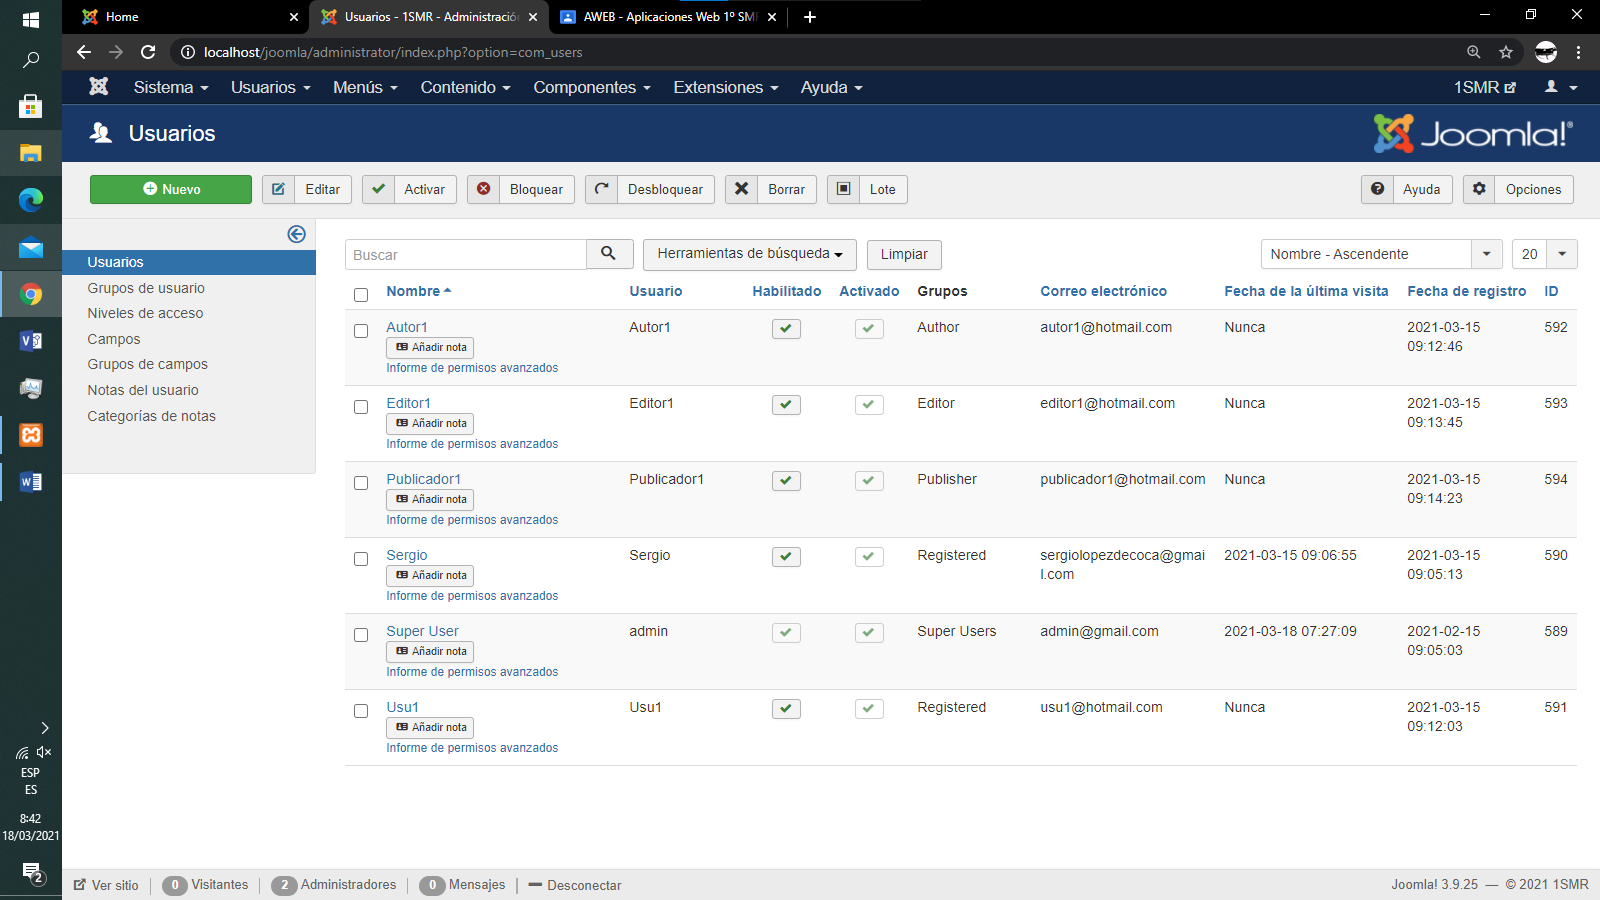 Home
Usuarios - 1SMR - Administració
AWEB - Aplicaciones Web 1º SM
localhost/joomla/administrator/index.php?option=com_users
Sistema Usuarios Menús Contenido Componentes Extensiones Ayuda 1SMR
Usuarios
Joomla!®
Nuevo Editar Activar Bloquear Desbloquear Borrar Lote Ayuda Opciones
Usuarios
Grupos de usuario
Niveles de acceso
Campos
Grupos de campos
Notas del usuario
Categorías de notas
Buscar Herramientas de búsqueda Limpiar Nombre - Ascendente 20
Nombre Usuario Habilitado Activado Grupos Correo electrónico Fecha de la última visita Fecha de registro ID
Autor1 Autor1 Author autor1@hotmail.com Nunca 2021-03-15 592
09:12:46
Añadir nota
Informe de permisos avanzados
Editor1 Editor1 Editor editor1@hotmail.com Nunca 2021-03-15 593
09:13:45
Añadir nota
Informe de permisos avanzados
Publicador1 Publicador1 Publisher publicador1@hotmail.com Nunca 2021-03-15 594
09:14:23
Añadir nota
Informe de permisos avanzados
Sergio Sergio Registered sergiolopezdecoca@gmai 2021-03-15 09:06:55 2021-03-15 590
l.com 09:05:13
Añadir nota
Informe de permisos avanzados
Super User admin Super Users admin@gmail.com 2021-03-18 07:27:09 2021-02-15 589
09:05:03
Añadir nota
Informe de permisos avanzados
Usu1 Usu1 Registered usu1@hotmail.com Nunca 2021-03-15 591
09:12:03
Añadir nota
Informe de permisos avanzados
ESP
ES
8:42
18/03/2021
2
Ver sitio 0 Visitantes 2 Administradores 0 Mensajes Desconectar Joomla! 3.9.25 — © 2021 1SMR